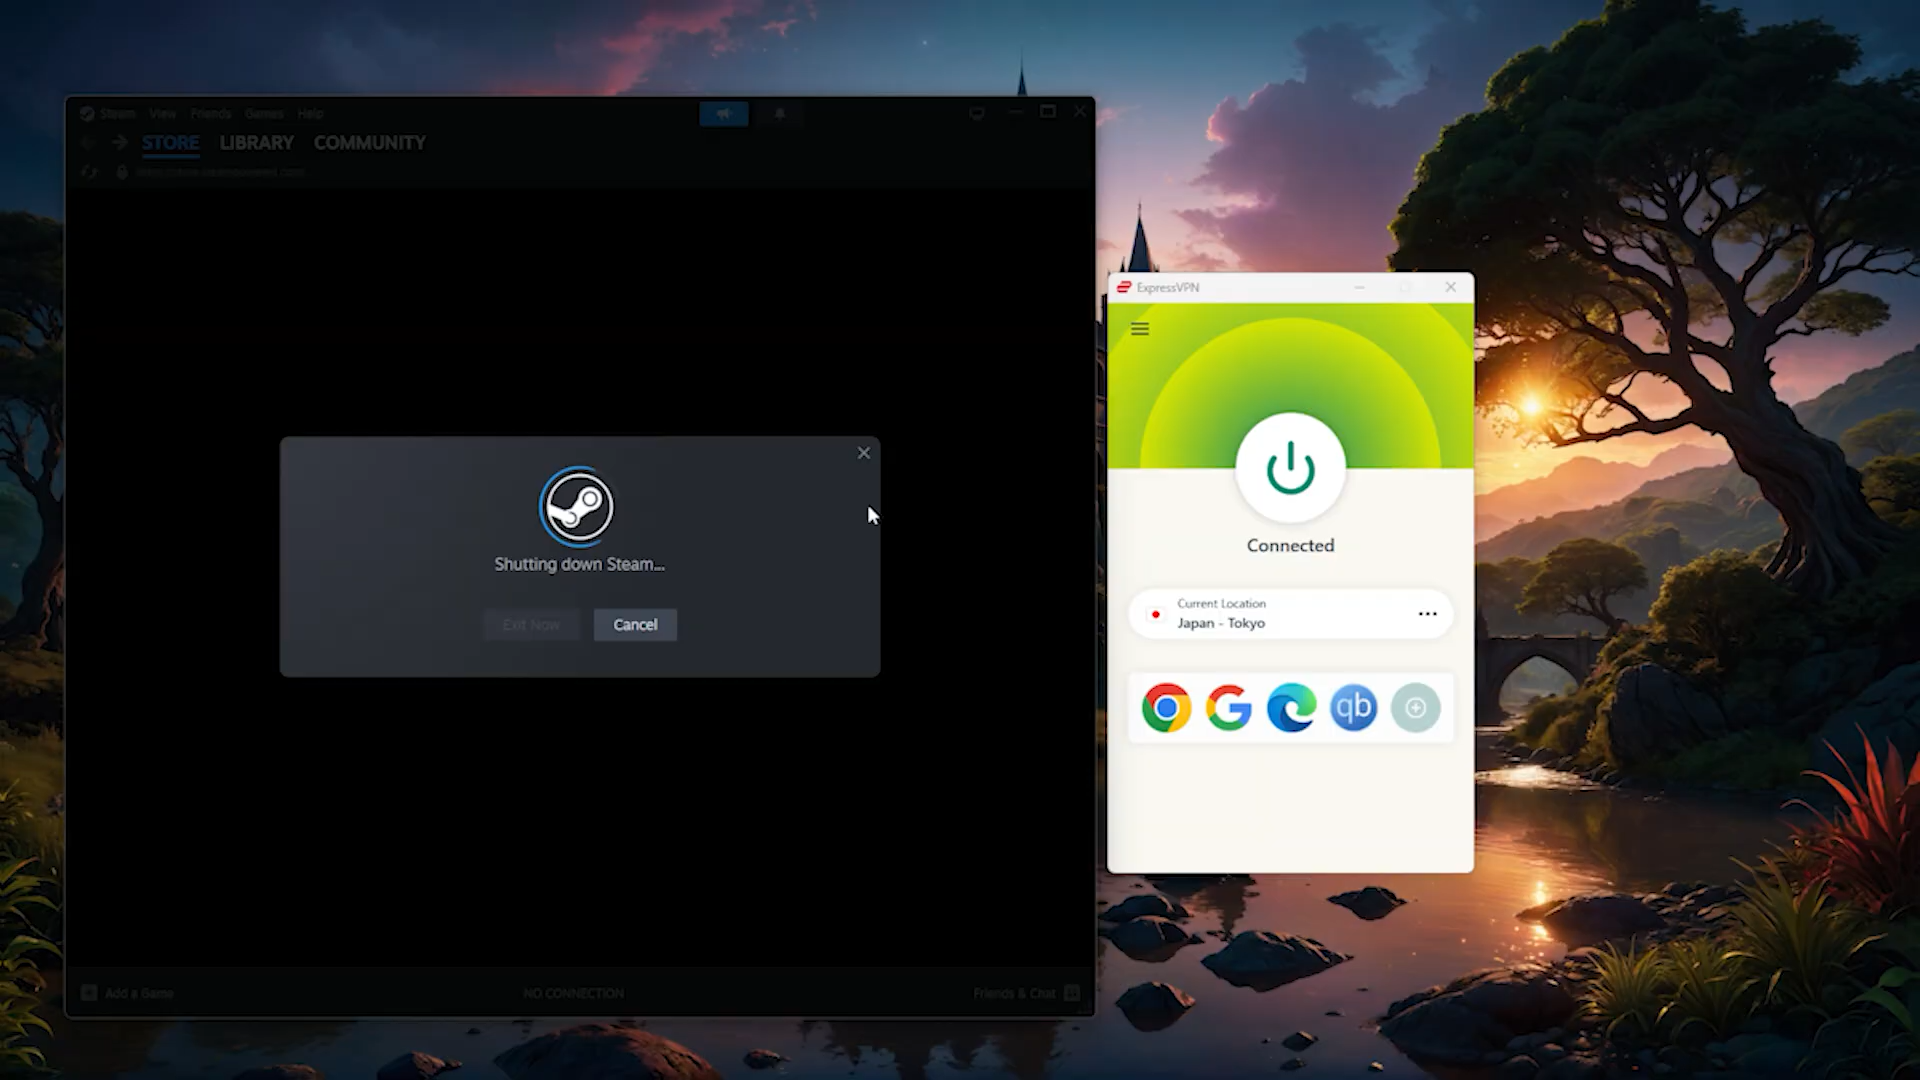 Steam View Friends Games Help
STORE LIBRARY COMMUNITY
Shutting down Steam...
Exit Now Cancel
Add a Game NO CONNECTION Friends & Chat
ExpressVPN
Connected
Current Location
Japan - Tokyo
qb